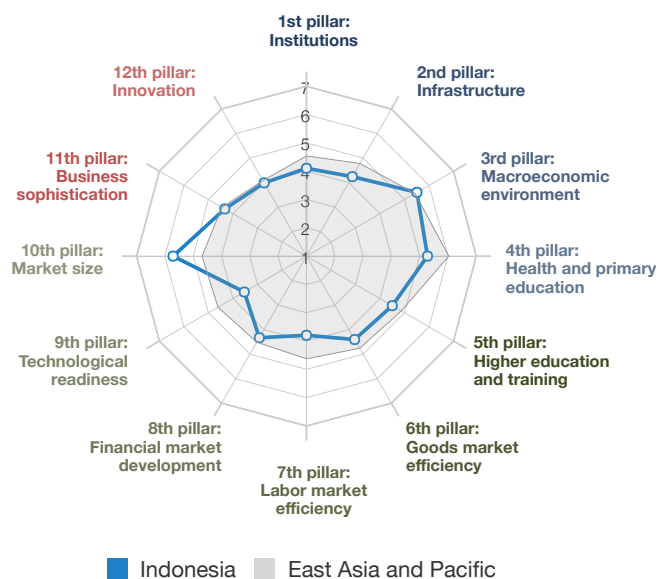 1st pillar:
Institutions
2nd pillar:
Infrastructure
3rd pillar:
Macroeconomic
environment
4th pillar:
Health and primary
education
5th pillar:
Higher education
and training
6th pillar:
Goods market
efficiency
7th pillar:
Labor market
efficiency
8th pillar:
Financial market
development
9th pillar:
Technological
readiness
10th pillar:
Market size
11th pillar:
Business
sophistication
12th pillar:
Innovation
7
6
5
4
3
2
1
Indonesia East Asia and Pacific